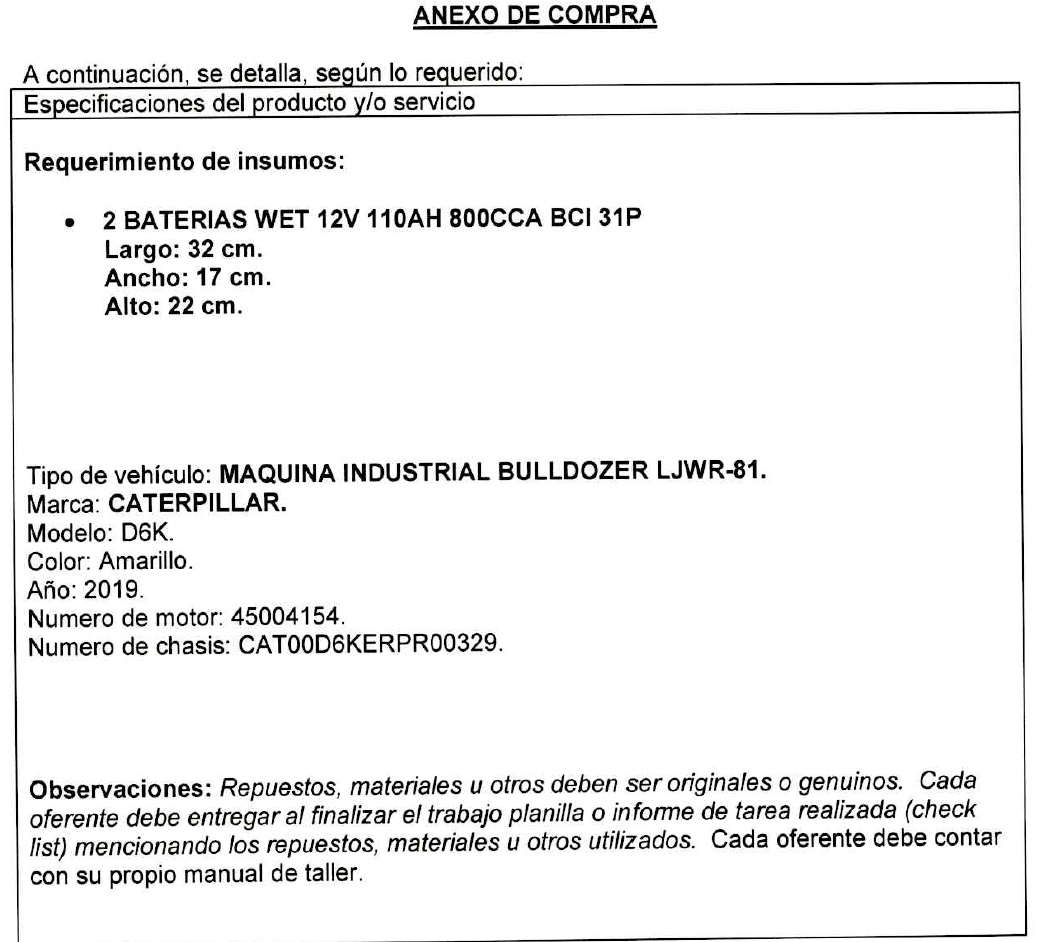 ANEXO DE COMPRA
A continuación, se detalla, según lo requerido:
Especificaciones del producto y/o servicio
Requerimiento de insumos:
• 2 BATERIAS WET 12V 110AH 800CCA BCI 31P
Largo: 32 cm.
Ancho: 17 cm.
Alto: 22 cm.
Tipo de vehículo: MAQUINA INDUSTRIAL BULLDOZER LJWR-81.
Marca: CATERPILLAR.
Modelo: D6K.
Color: Amarillo.
Año: 2019.
Numero de motor: 45004154.
Numero de chasis: CAT00D6KERPR00329.
Observaciones: Repuestos, materiales u otros deben ser originales o genuinos. Cada
oferente debe entregar al finalizar el trabajo planilla o informe de tarea realizada (check
list) mencionando los repuestos, materiales u otros utilizados. Cada oferente debe contar
con su propio manual de taller.